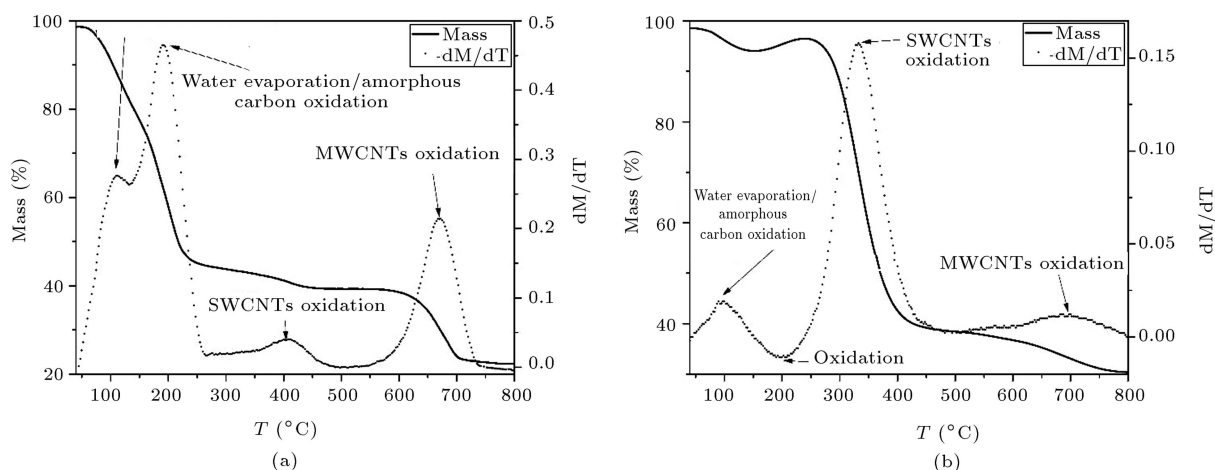 100
80
60
40
20
Mass (%)
100 200 300 400 500 600 700 800
T (°C)
0.5
0.4
0.3
0.2
0.1
0.0
dM/dT
Mass
dM/dT
Water evaporation/amorphous
carbon oxidation
MWCNTs oxidation
SWCNTs oxidation
(a)
100
80
60
40
Mass (%)
100 200 300 400 500 600 700 800
T (°C)
0.15
0.10
0.05
0.00
dM/dT
Mass
dM/dT
SWCNTs
oxidation
Water evaporation/
amorphous
carbon oxidation
MWCNTs oxidation
Oxidation
(b)